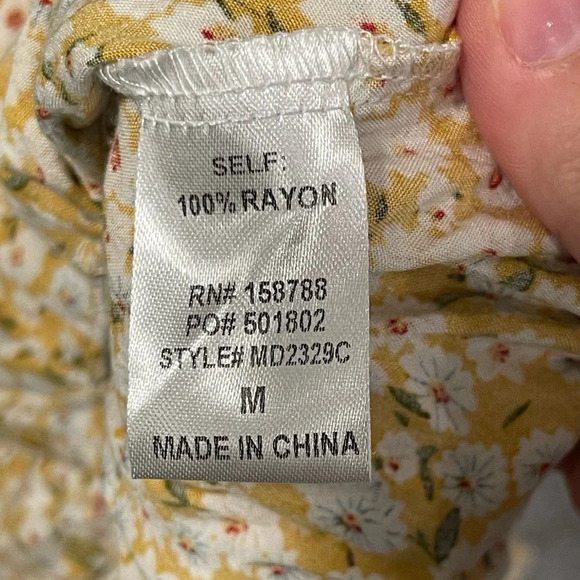 SELF:
100% RAYON
RN# 158788
PO# 501802
STYLE# MD2329C
M
MADE IN CHINA